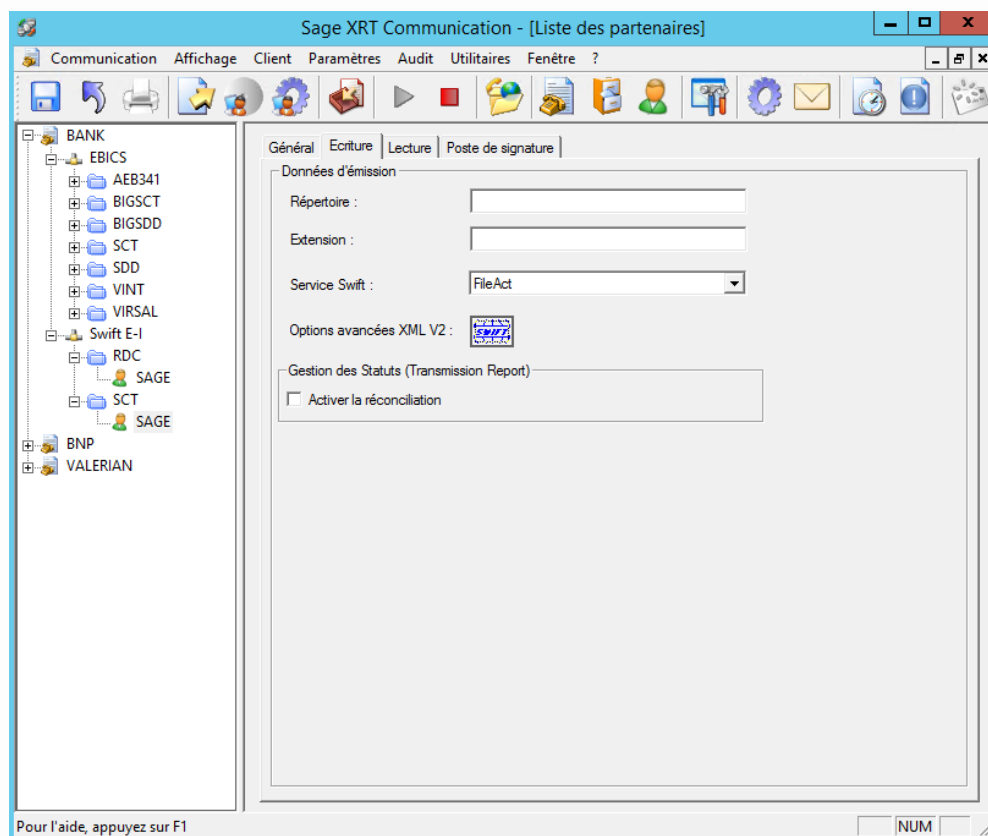 Sage XRT Communication - [Liste des partenaires]
Communication Affichage Client Paramètres Audit Utilitaires Fenêtre ?
BANK
EBICS
AEB341
BIGSCT
BIGSDD
SCT
SDD
VINT
VIRSAL
Swift E-I
RDC
SAGE
SCT
SAGE
BNP
VALERIAN
Général Ecriture Lecture Poste de signature
Données d'émission
Répertoire :
Extension :
Service Swift : FileAct
Options avancées XML V2 : SWIFT
Gestion des Statuts (Transmission Report)
Activer la réconciliation
Pour l'aide, appuyez sur F1 NUM